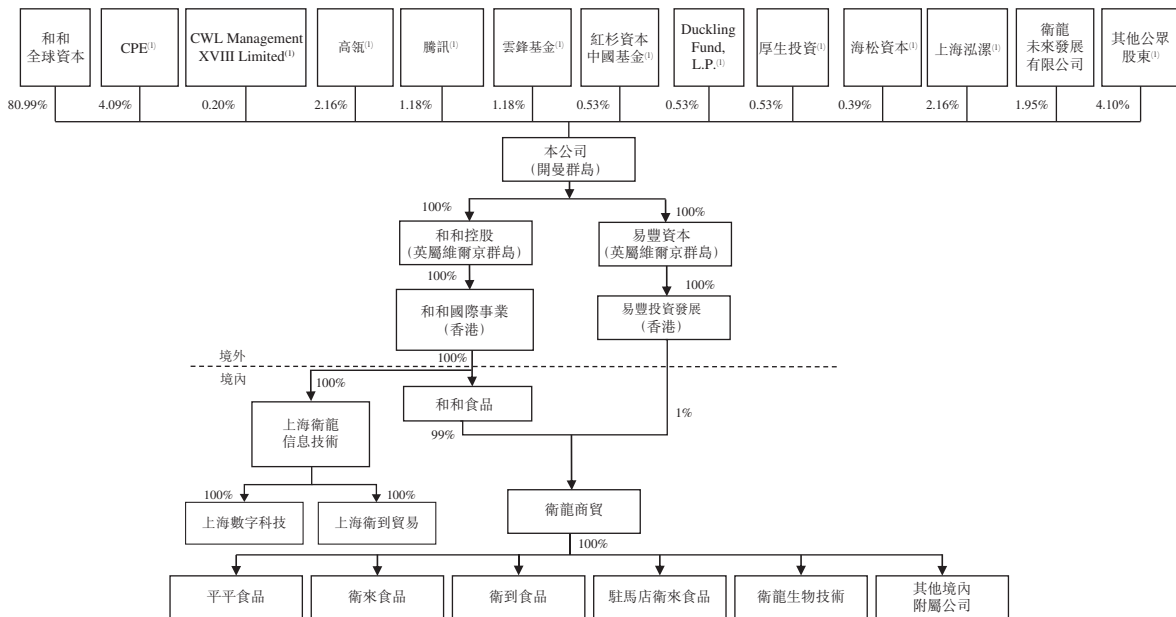 和和
全球資本
CPE(1)
CWL Management
XVIII Limited(1)
高瓴(1)
騰訊(1)
雲鋒基金(1)
紅杉資本
中國基金(1)
Duckling
Fund,
L.P.(1)
厚生投資(1)
海松資本(1)
上海泓漯(1)
衛龍
未來發展
有限公司
其他公眾
股東(1)
80.99%
4.09%
0.20%
2.16%
1.18%
1.18%
0.53%
0.53%
0.53%
0.39%
2.16%
1.95%
4.10%
本公司
(開曼群島)
100%
100%
和和控股
(英屬維爾京群島)
易豐資本
(英屬維爾京群島)
100%
100%
和和國際事業
(香港)
易豐投資發展
(香港)
境外
100%
境內
100%
和和食品
1%
上海衛龍
信息技術
99%
100%
100%
上海數字科技
上海衛到貿易
衛龍商貿
100%
平平食品
衛來食品
衛到食品
駐馬店衛來食品
衛龍生物技術
其他境內
附屬公司